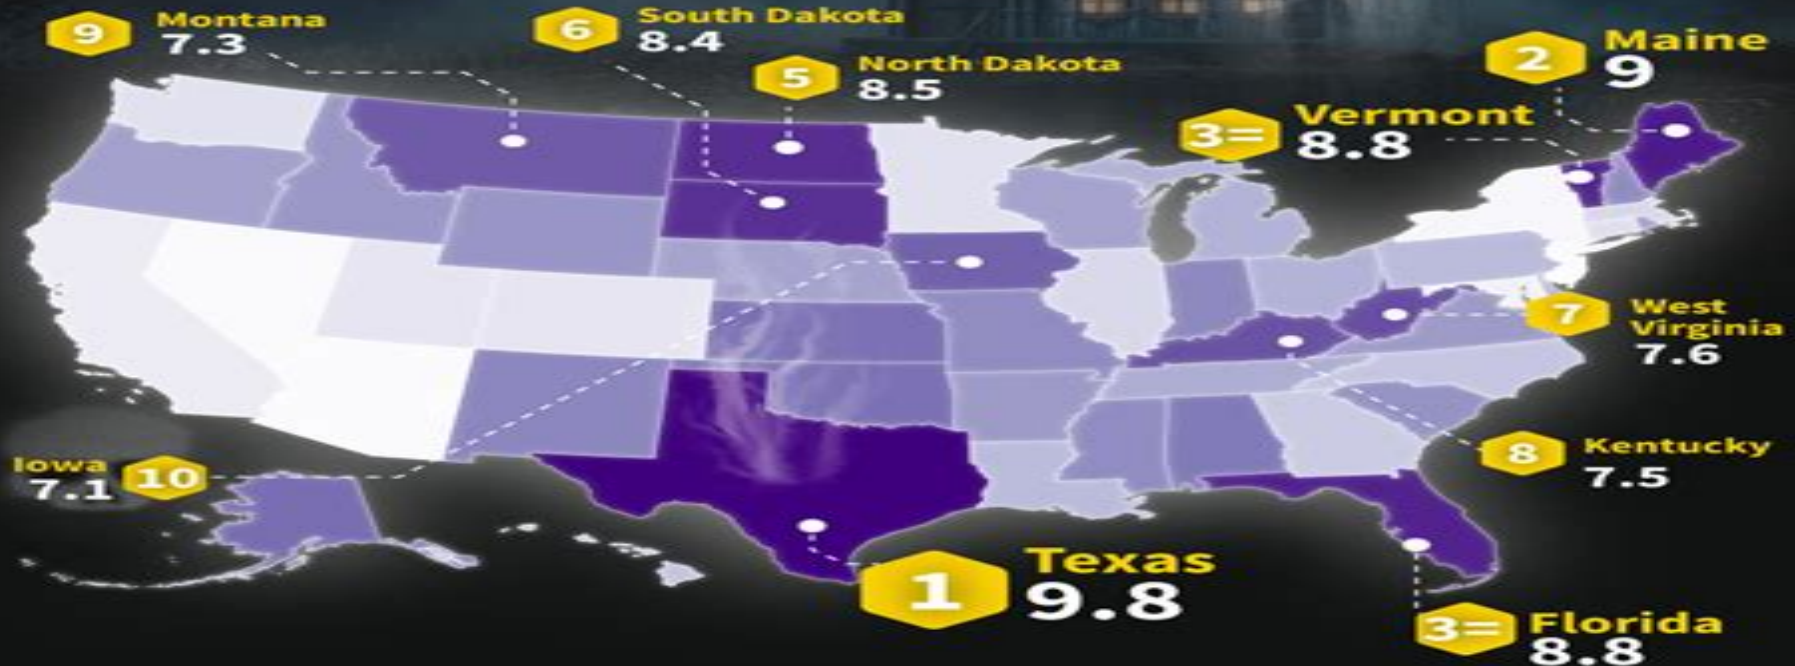 9 Montana
7.3
6 South Dakota
8.4
5 North Dakota
8.5
2 Maine
9
3= Vermont
8.8
7 West
Virginia
7.6
8 Kentucky
7.5
Iowa 10
7.1
1 Texas
9.8
3= Florida
8.8